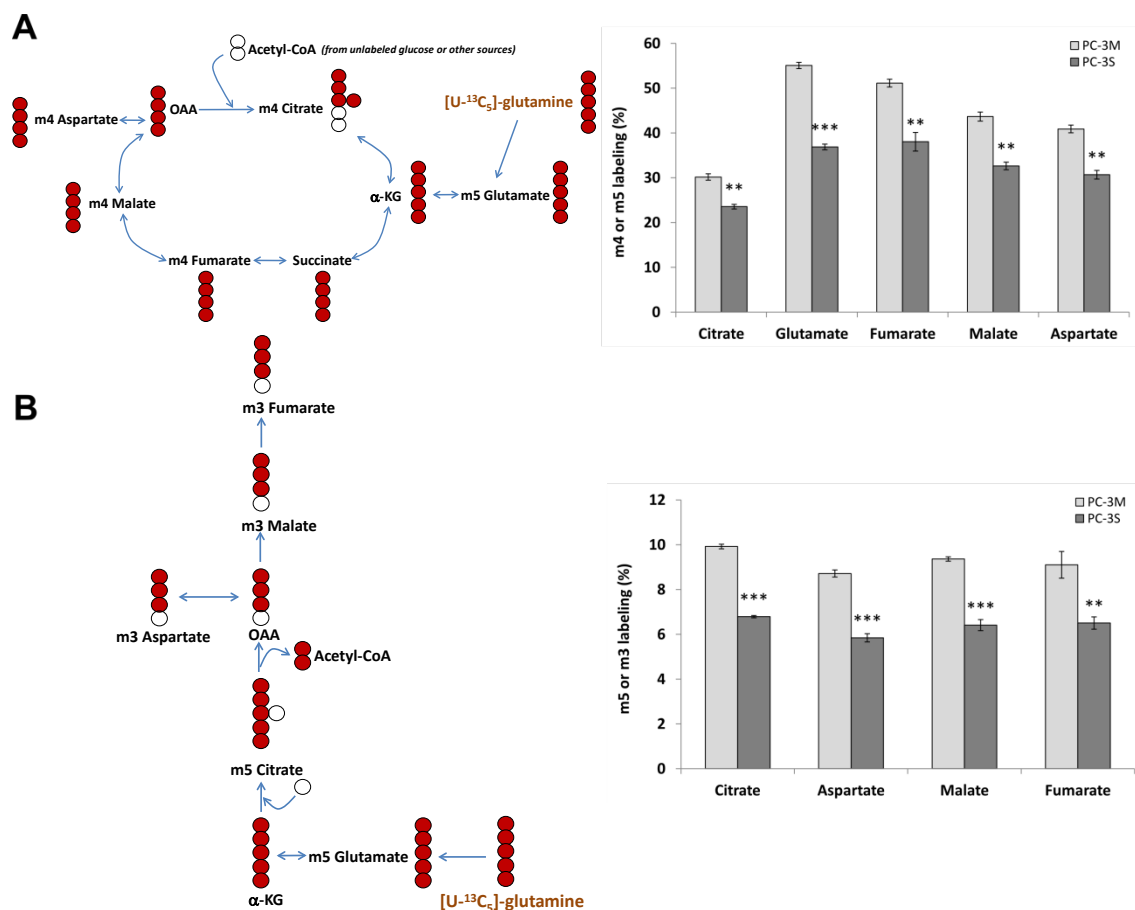 A
Acetyl-CoA (from unlabeled glucose or other sources)
m4 Aspartate
OAA
m4 Citrate
[U-¹³C₅]-glutamine
m4 Malate
α-KG
m5 Glutamate
m4 Fumarate
Succinate
m4 or m5 labeling (%)
60
50
40
30
20
10
0
PC-3M
PC-3S
**
***
**
**
**
Citrate
Glutamate
Fumarate
Malate
Aspartate
B
m3 Fumarate
m3 Malate
m3 Aspartate
OAA
Acetyl-CoA
m5 Citrate
m5 Glutamate
α-KG
[U-¹³C₅]-glutamine
m5 or m3 labeling (%)
12
10
8
6
4
2
0
PC-3M
PC-3S
***
***
***
**
Citrate
Aspartate
Malate
Fumarate